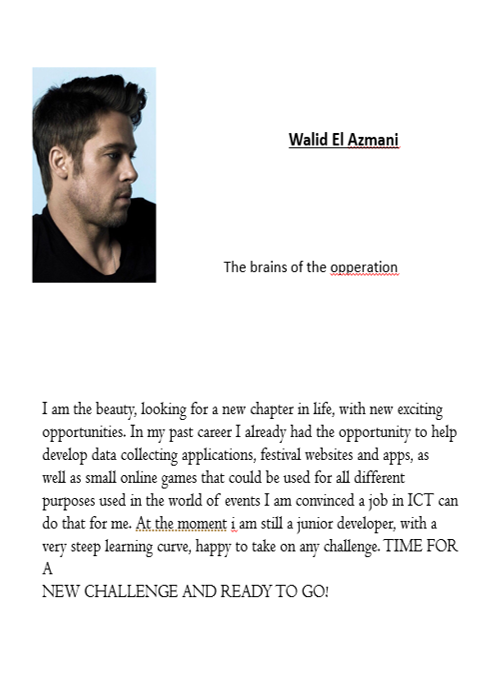 Walid El Azmani
The brains of the opperation
I am the beauty, looking for a new chapter in life, with new exciting
opportunities. In my past career I already had the opportunity to help
develop data collecting applications, festival websites and apps, as
well as small online games that could be used for all different
purposes used in the world of events I am convinced a job in ICT can
do that for me. At the moment i am still a junior developer, with a
very steep learning curve, happy to take on any challenge. TIME FOR
A
NEW CHALLENGE AND READY TO GO!